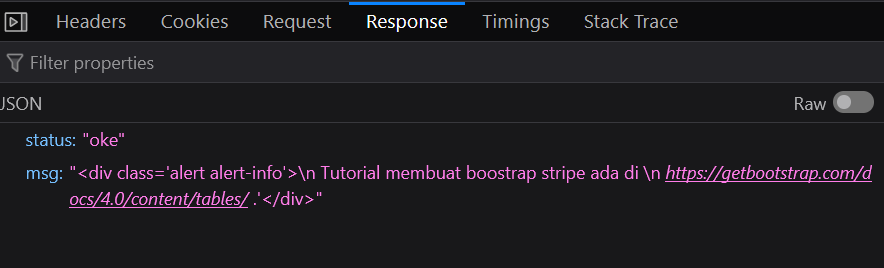 Headers Cookies Request Response Timings Stack Trace
Filter properties
JSON Raw
status: "oke"
msg: "<div class='alert alert-info'>\n Tutorial membuat boostrap stripe ada di \n https://getbootstrap.com/d
ocs/4.0/content/tables/ .'</div>"